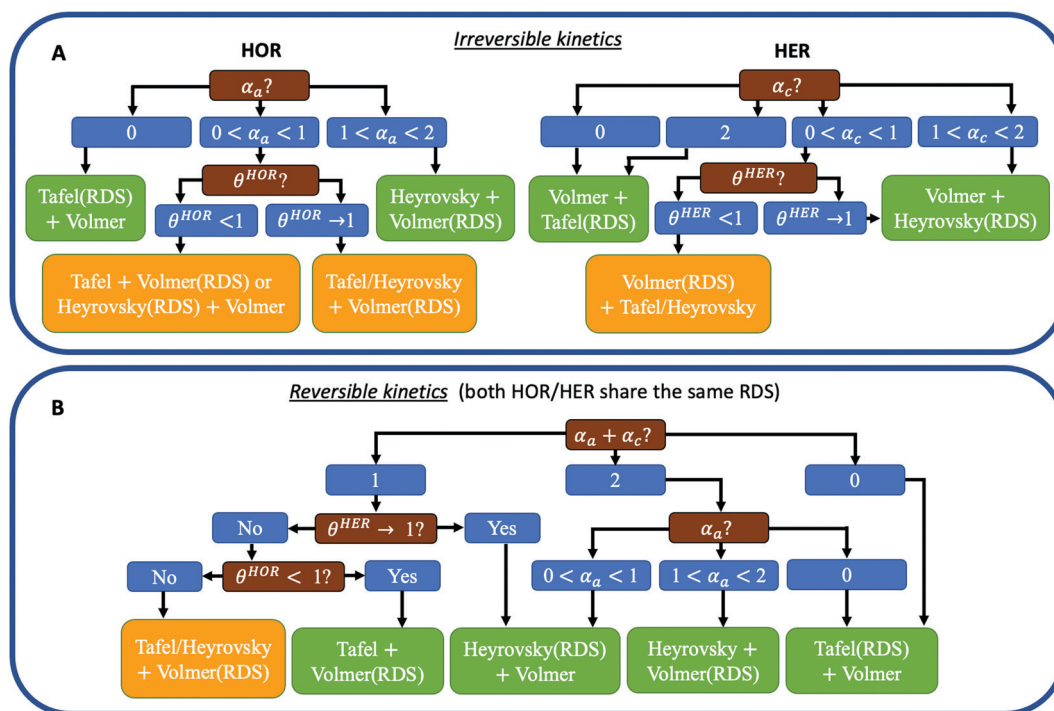 Irreversible kinetics
A
HOR
HER
α_a?
α_c?
0
0 < α_a < 1
1 < α_a < 2
0
2
0 < α_c < 1
1 < α_c < 2
Tafel(RDS)
+ Volmer
θ^HOR?
Heyrovsky +
Volmer(RDS)
Volmer +
Tafel(RDS)
θ^HER?
Volmer +
Heyrovsky(RDS)
θ^HOR <1
θ^HOR →1
θ^HER <1
θ^HER →1
Tafel + Volmer(RDS) or
Heyrovsky(RDS) + Volmer
Tafel/Heyrovsky
+ Volmer(RDS)
Volmer(RDS)
+ Tafel/Heyrovsky
B
Reversible kinetics (both HOR/HER share the same RDS)
α_a + α_c?
1
2
0
No
θ^HER → 1?
Yes
α_a?
No
θ^HOR < 1?
Yes
0 < α_a < 1
1 < α_a < 2
0
Tafel/Heyrovsky
+ Volmer(RDS)
Tafel +
Volmer(RDS)
Heyrovsky(RDS)
+ Volmer
Heyrovsky +
Volmer(RDS)
Tafel(RDS)
+ Volmer